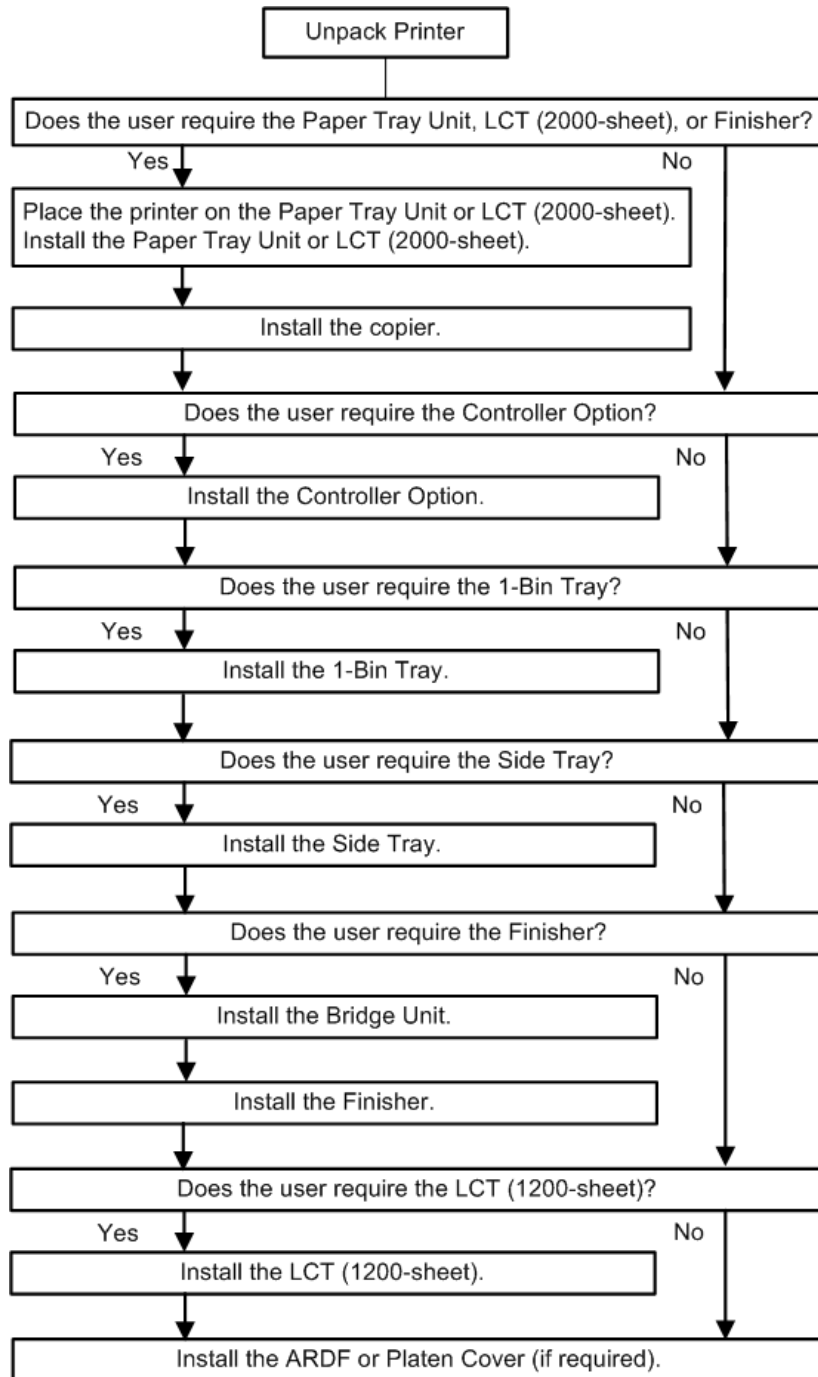 Unpack Printer
Does the user require the Paper Tray Unit, LCT (2000-sheet), or Finisher?
Yes
No
Place the printer on the Paper Tray Unit or LCT (2000-sheet).
Install the Paper Tray Unit or LCT (2000-sheet).
Install the copier.
Does the user require the Controller Option?
Yes
No
Install the Controller Option.
Does the user require the 1-Bin Tray?
Yes
No
Install the 1-Bin Tray.
Does the user require the Side Tray?
Yes
No
Install the Side Tray.
Does the user require the Finisher?
Yes
No
Install the Bridge Unit.
Install the Finisher.
Does the user require the LCT (1200-sheet)?
Yes
No
Install the LCT (1200-sheet).
Install the ARDF or Platen Cover (if required).